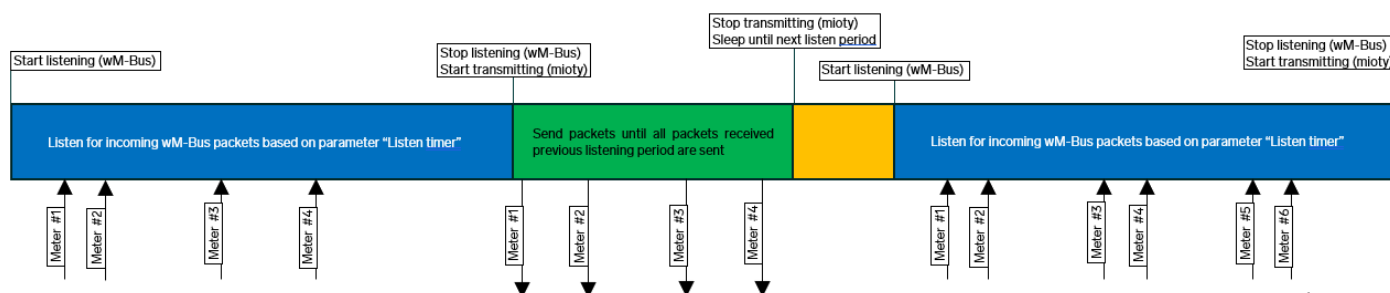 Stop transmitting (mioty)
Sleep until next listen period
Start listening (wM-Bus)
Stop listening (wM-Bus)
Start transmitting (mioty)
Start listening (wM-Bus)
Stop listening (wM-Bus)
Start transmitting (mioty)
Listen for incoming wM-Bus packets based on parameter “Listen timer”
Send packets until all packets received
previous listening period are sent
Listen for incoming wM-Bus packets based on parameter “Listen timer”
Meter #1
Meter #2
Meter #3
Meter #4
Meter #1
Meter #2
Meter #3
Meter #4
Meter #1
Meter #2
Meter #3
Meter #4
Meter #5
Meter #6